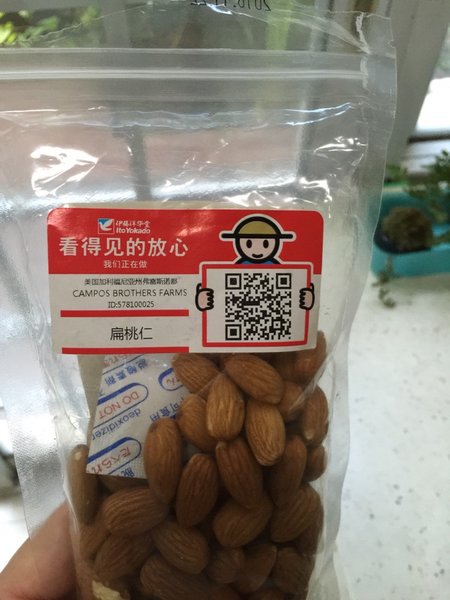 伊藤洋华堂
Ito Yokado
看得见的放心
我们正在做
美国加利福尼亚州弗雷斯诺郡
CAMPOS BROTHERS FARMS
ID:578100025
扁桃仁
DO NOT
deoxidizer